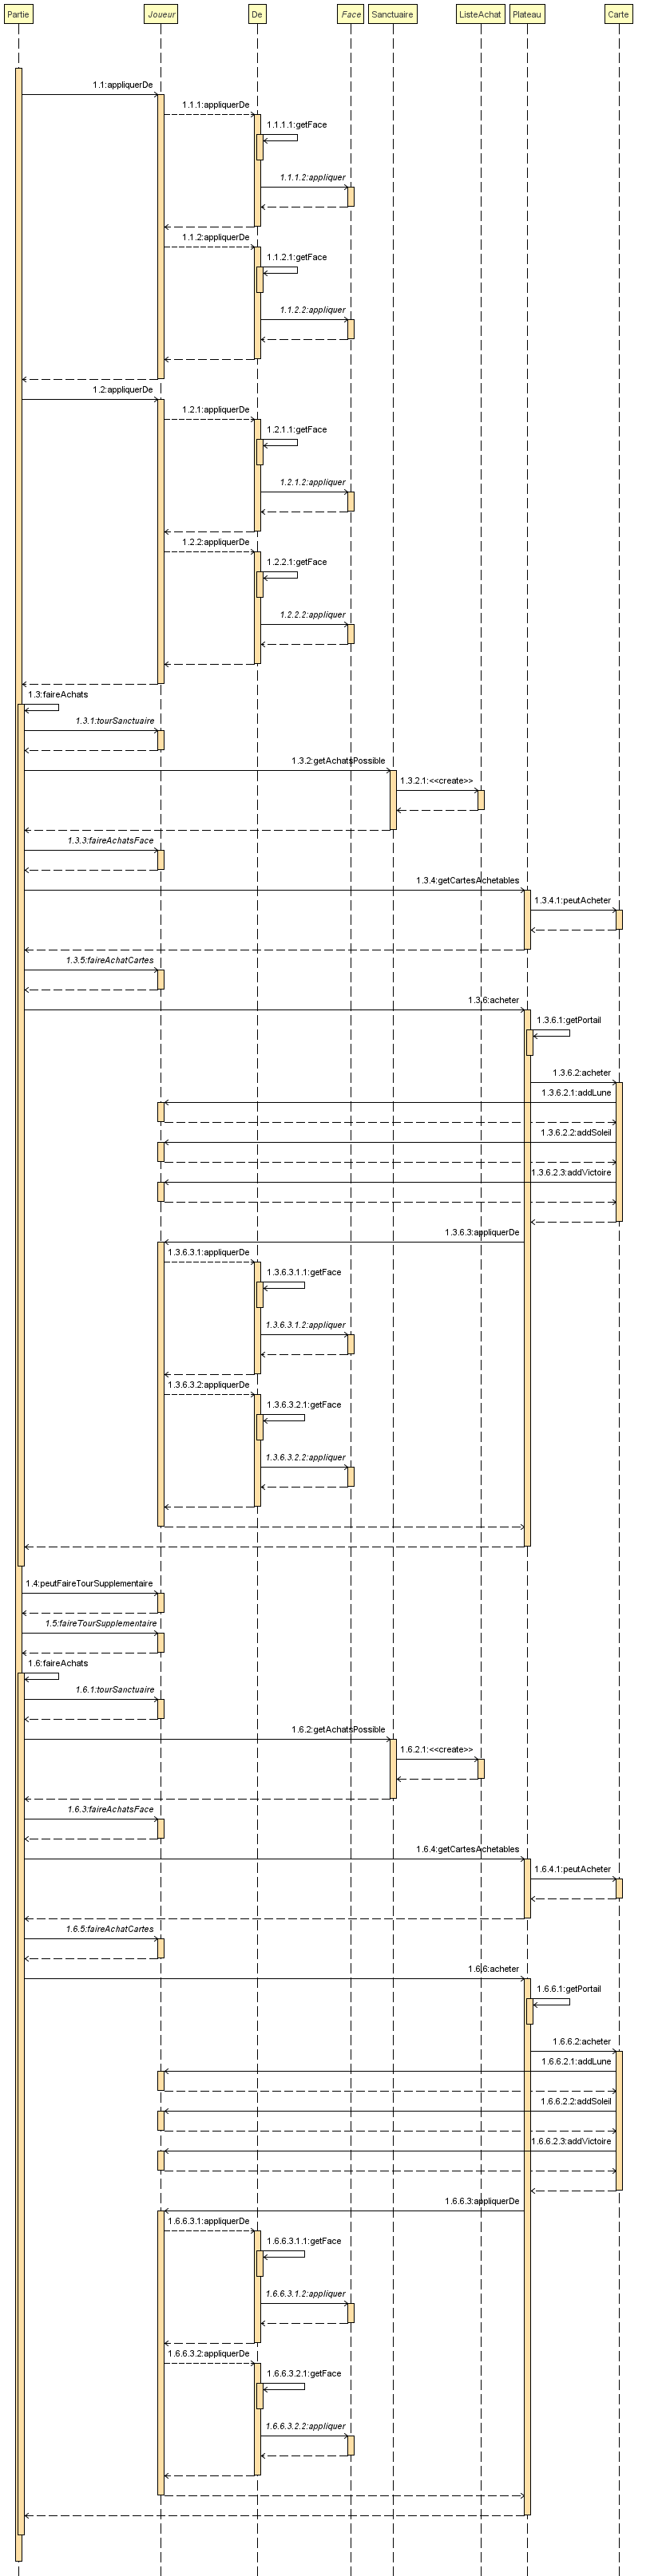 Partie Joueur De Face Sanctuaire ListeAchat Plateau Carte
1.1:appliquerDe
1.1.1:appliquerDe
1.1.1.1:getFace
1.1.1.2:appliquer
1.1.2:appliquerDe
1.1.2.1:getFace
1.1.2.2:appliquer
1.2:appliquerDe
1.2.1:appliquerDe
1.2.1.1:getFace
1.2.1.2:appliquer
1.2.2:appliquerDe
1.2.2.1:getFace
1.2.2.2:appliquer
1.3:faireAchats
1.3.1:tourSanctuaire
1.3.2:getAchatsPossible
1.3.2.1:<<create>>
1.3.3:faireAchatsFace
1.3.4:getCartesAchetables
1.3.4.1:peutAcheter
1.3.5:faireAchatCartes
1.3.6:acheter
1.3.6.1:getPortail
1.3.6.2:acheter
1.3.6.2.1:addLune
1.3.6.2.2:addSoleil
1.3.6.2.3:addVictoire
1.3.6.3:appliquerDe
1.3.6.3.1:appliquerDe
1.3.6.3.1.1:getFace
1.3.6.3.1.2:appliquer
1.3.6.3.2:appliquerDe
1.3.6.3.2.1:getFace
1.3.6.3.2.2:appliquer
1.4:peutFaireTourSupplementaire
1.5:faireTourSupplementaire
1.6:faireAchats
1.6.1:tourSanctuaire
1.6.2:getAchatsPossible
1.6.2.1:<<create>>
1.6.3:faireAchatsFace
1.6.4:getCartesAchetables
1.6.4.1:peutAcheter
1.6.5:faireAchatCartes
1.6.6:acheter
1.6.6.1:getPortail
1.6.6.2:acheter
1.6.6.2.1:addLune
1.6.6.2.2:addSoleil
1.6.6.2.3:addVictoire
1.6.6.3:appliquerDe
1.6.6.3.1:appliquerDe
1.6.6.3.1.1:getFace
1.6.6.3.1.2:appliquer
1.6.6.3.2:appliquerDe
1.6.6.3.2.1:getFace
1.6.6.3.2.2:appliquer